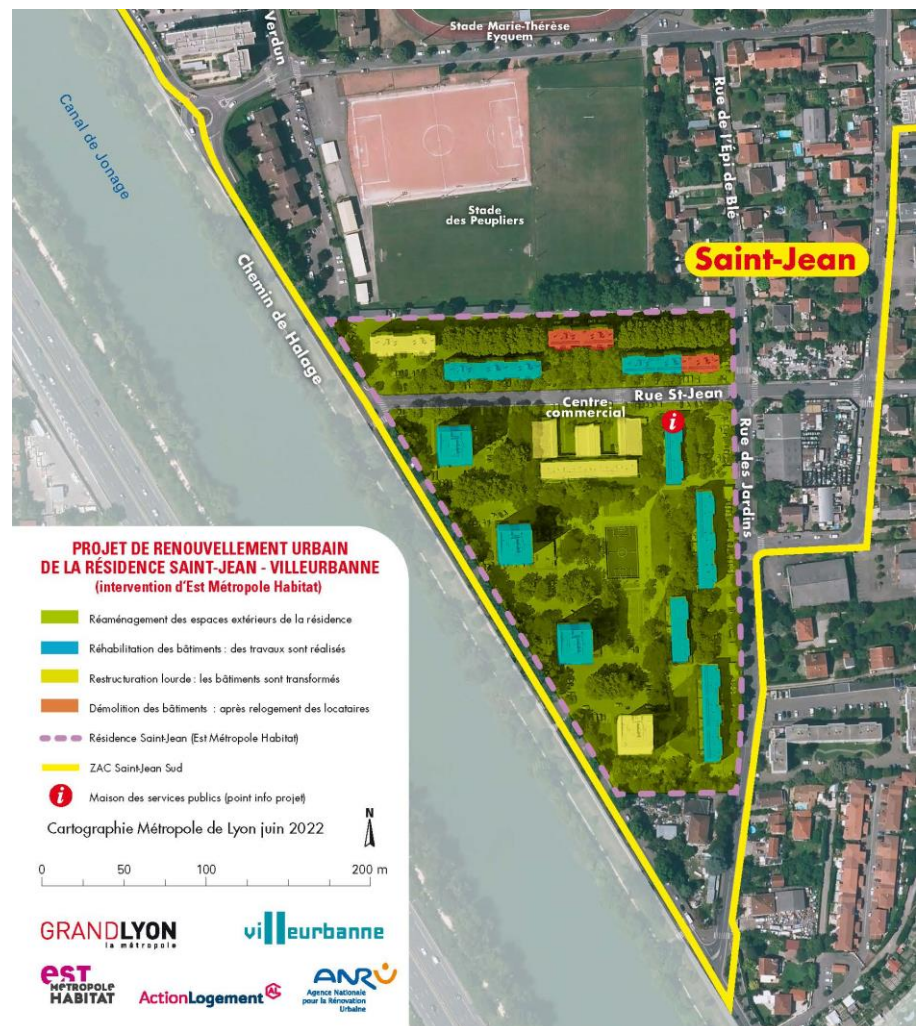 Stade Marie-Thérèse
Eyquem
Verdun
Canal de Jonage
Rue de l'Épi de Blé
Stade
des Peupliers
Saint-Jean
Chemin de Halage
Rue St-Jean
Centre
commercial
i
Rue des Jardins
PROJET DE RENOUVELLEMENT URBAIN
DE LA RÉSIDENCE SAINT-JEAN - VILLEURBANNE
(intervention d'Est Métropole Habitat)
Réaménagement des espaces extérieurs de la résidence
Réhabilitation des bâtiments : des travaux sont réalisés
Restructuration lourde : les bâtiments sont transformés
Démolition des bâtiments : après relogement des locataires
Résidence Saint-Jean (Est Métropole Habitat)
ZAC Saint-Jean Sud
i Maison des services publics (point info projet)
Cartographie Métropole de Lyon juin 2022
N
0 50 100 200 m
GRANDLYON
la métropole
villeurbanne
est
MÉTROPOLE
HABITAT
ActionLogement AL
ANRU
Agence Nationale
pour la Rénovation
Urbaine